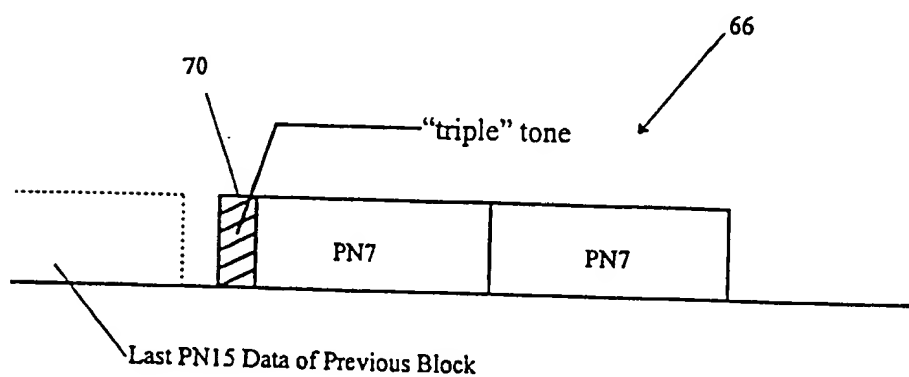 66
70
“triple” tone
PN7 PN7
Last PN15 Data of Previous Block